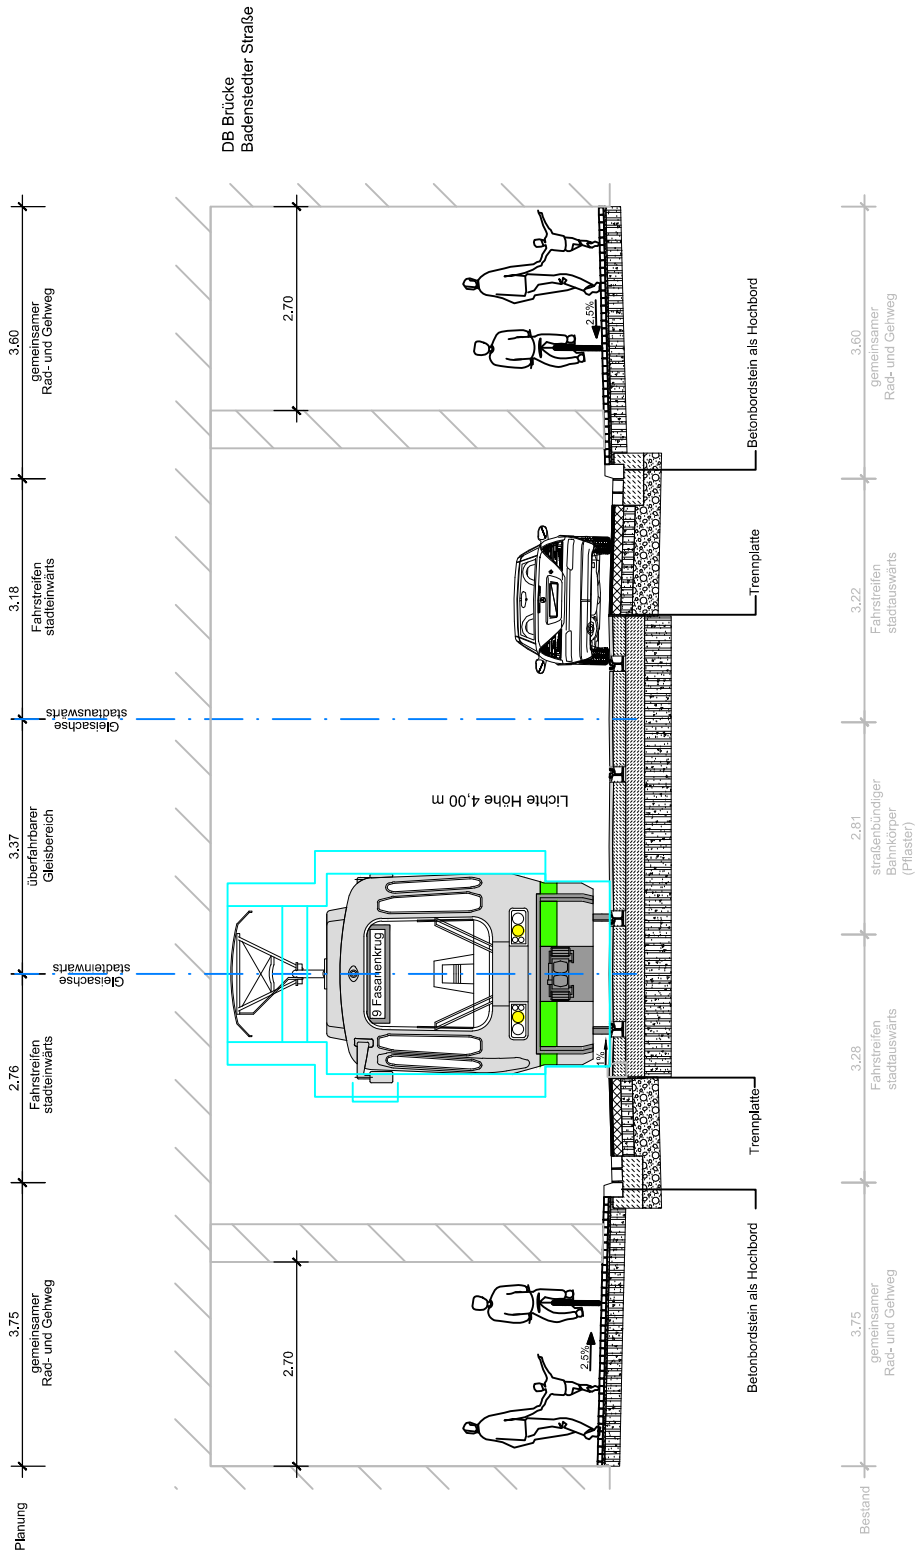 DB Brücke
Badenstedter Straße
Planung
3.75
gemeinsamer
Rad- und Gehweg
2.76
Fahrstreifen
stadteinwärts
Gleisachse
stadteinwärts
3.37
überfahrbarer
Gleisbereich
Gleisachse
stadtauswärts
3.18
Fahrstreifen
stadteinwärts
3.60
gemeinsamer
Rad- und Gehweg
2.70
2.70
9 Fasanenkrug
Lichte Höhe 4,00 m
2.5%
1%
2.5%
Betonbordstein als Hochbord
Trennplatte
Trennplatte
Betonbordstein als Hochbord
Bestand
3.75
gemeinsamer
Rad- und Gehweg
3.28
Fahrstreifen
stadtauswärts
2.81
straßenbündiger
Bahnkörper
(Pflaster)
3.22
Fahrstreifen
stadtauswärts
3.60
gemeinsamer
Rad- und Gehweg